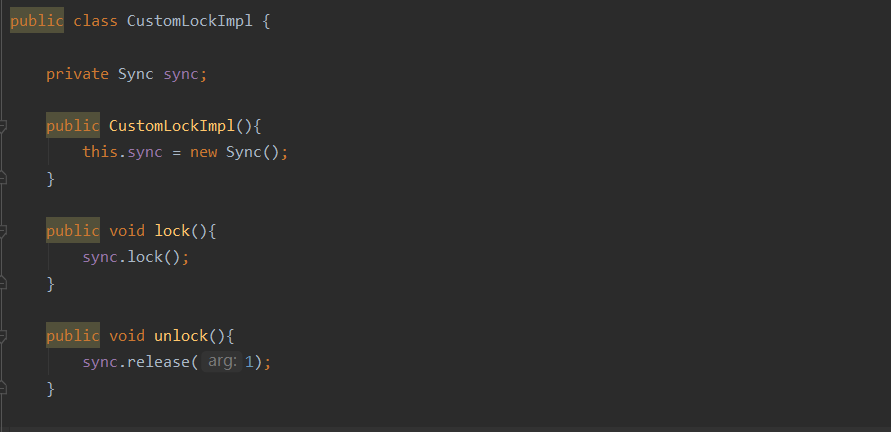 public class CustomLockImpl {
private Sync sync;
public CustomLockImpl(){
this.sync = new Sync();
}
public void lock(){
sync.lock();
}
public void unlock(){
sync.release( arg: 1);
}